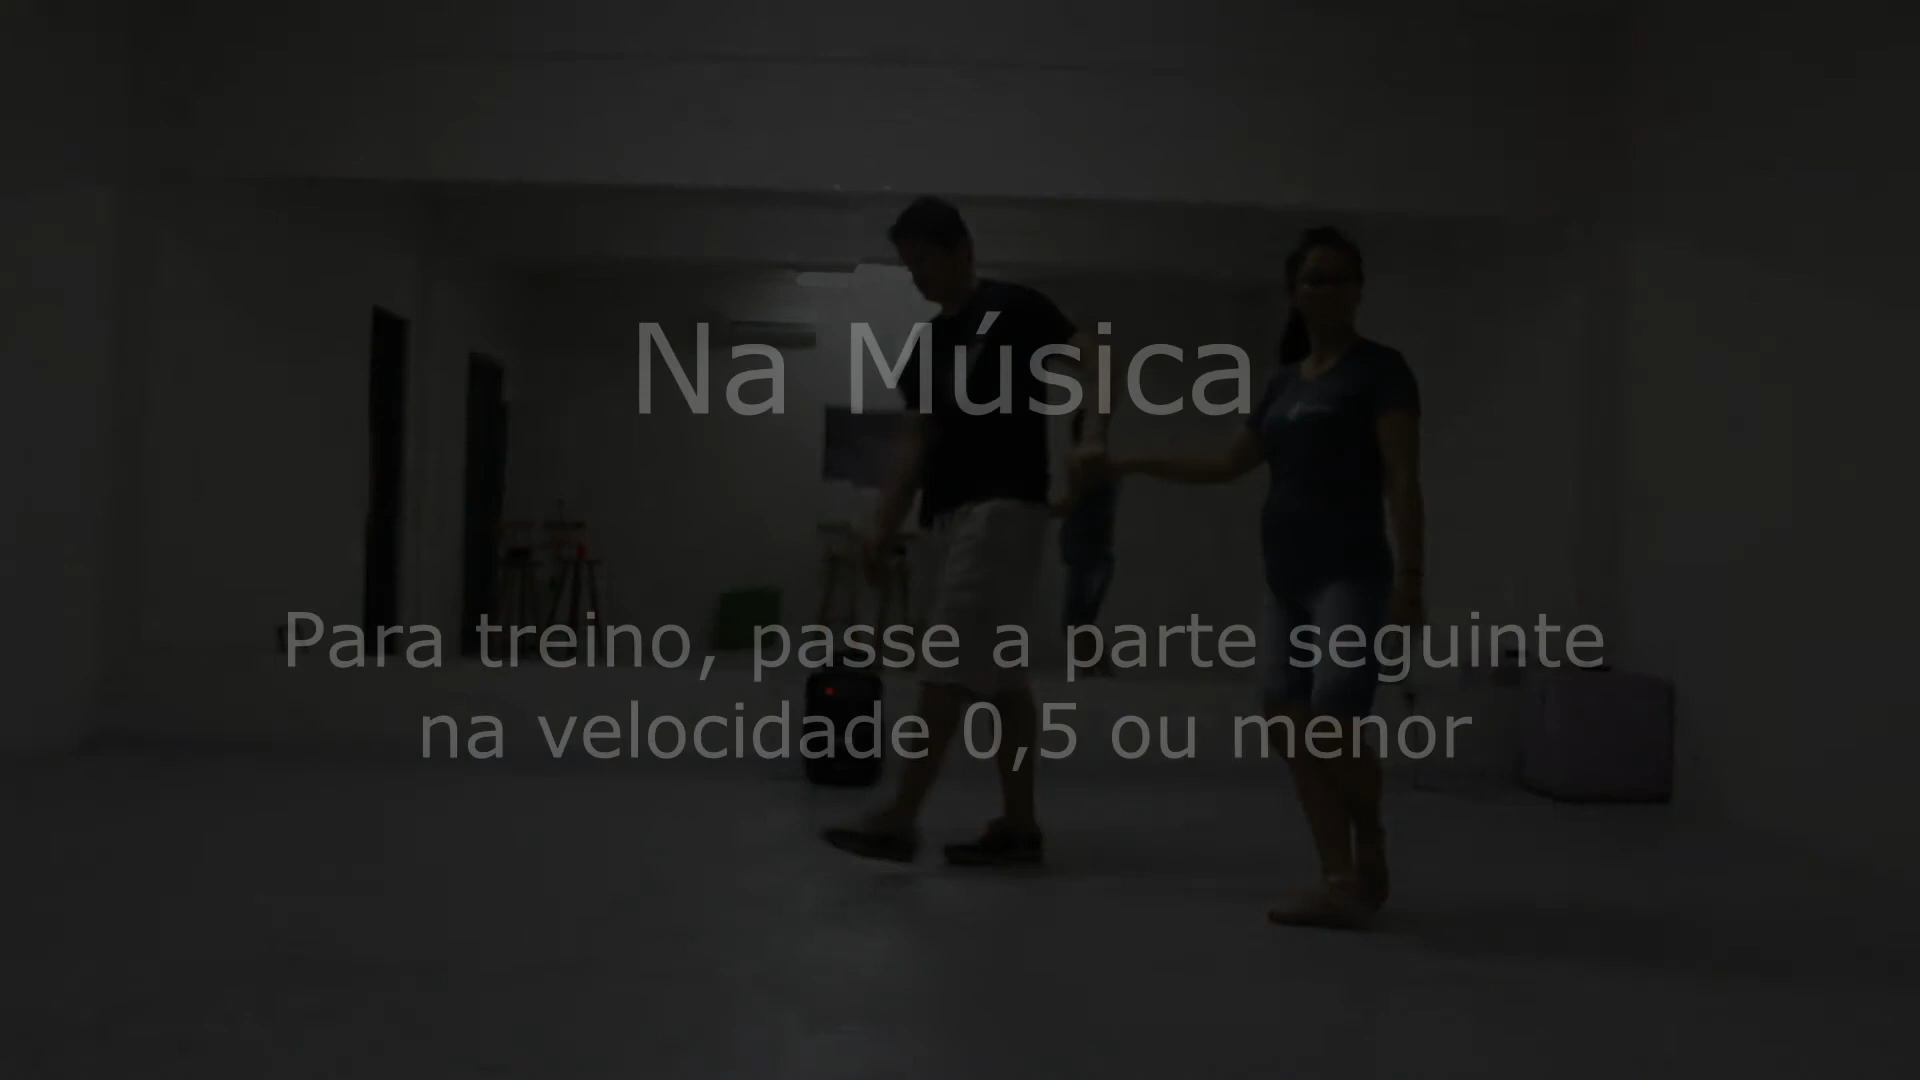 Na Música
Para treino, passe a parte seguinte
na velocidade 0,5 ou menor